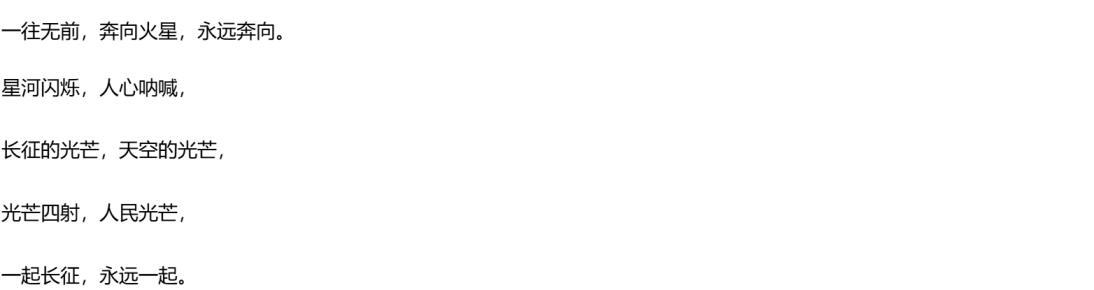 一往无前，奔向火星，永远奔向。
星河闪烁，人心呐喊，
长征的光芒，天空的光芒，
光芒四射，人民光芒，
一起长征，永远一起。